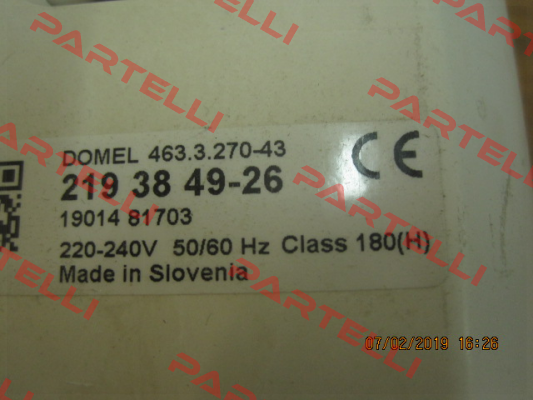 DOMEL 463.3.270-43
219 38 49-26
19014 81703
220-240V 50/60 Hz Class 180(H)
Made in Slovenia
CE
07/02/2019 16:26
PARTELLI
PARTELLI
PARTELLI
PARTELLI
PARTELLI
PARTELLI
PARTELLI